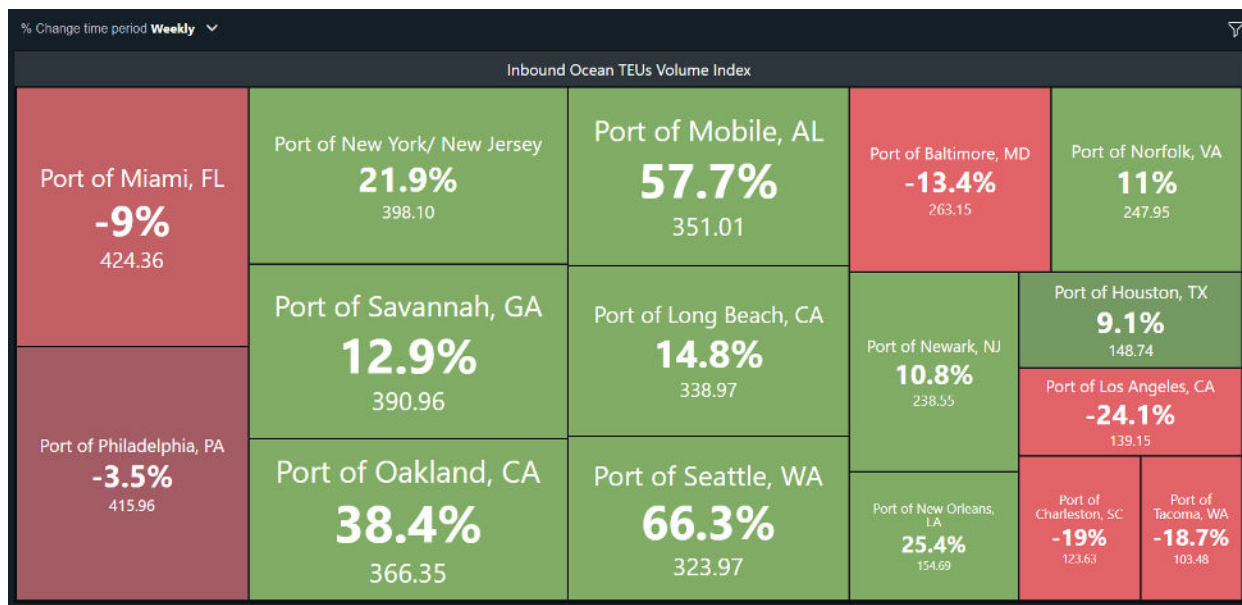 % Change time period Weekly
Inbound Ocean TEUs Volume Index
Port of Miami, FL
-9%
424.36
Port of Philadelphia, PA
-3.5%
415.96
Port of New York/ New Jersey
21.9%
398.10
Port of Savannah, GA
12.9%
390.96
Port of Oakland, CA
38.4%
366.35
Port of Mobile, AL
57.7%
351.01
Port of Long Beach, CA
14.8%
338.97
Port of Seattle, WA
66.3%
323.97
Port of Baltimore, MD
-13.4%
263.15
Port of Norfolk, VA
11%
247.95
Port of Newark, NJ
10.8%
238.55
Port of New Orleans,
LA
25.4%
154.69
Port of Houston, TX
9.1%
148.74
Port of Los Angeles, CA
-24.1%
139.15
Port of
Charleston, SC
-19%
123.63
Port of
Tacoma, WA
-18.7%
103.48